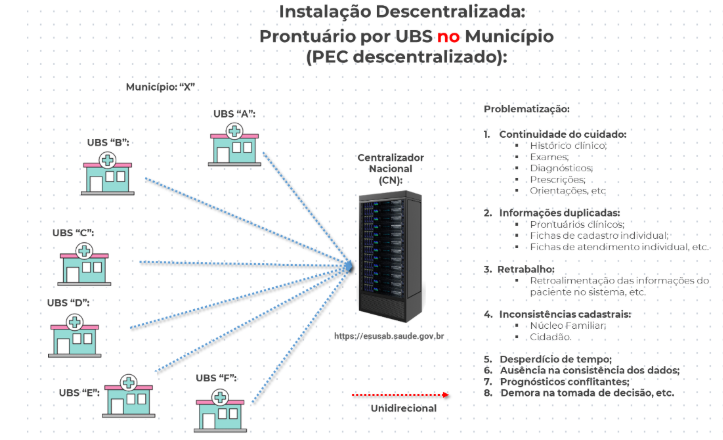 Instalação Descentralizada:
Prontuário por UBS no Município
(PEC descentralizado):
Município: “X”
UBS “A”:
UBS “B”:
UBS “C”:
UBS “D”:
UBS “E”:
UBS “F”:
Centralizador
Nacional
(CN):
https://esusab.saude.gov.br
Unidirecional
Problematização:
1. Continuidade do cuidado:
▪ Histórico clínico;
▪ Exames;
▪ Diagnósticos;
▪ Prescrições;
▪ Orientações, etc
2. Informações duplicadas:
▪ Prontuários clínicos;
▪ Fichas de cadastro individual;
▪ Fichas de atendimento individual, etc.
3. Retrabalho:
▪ Retroalimentação das informações do
paciente no sistema, etc.
4. Inconsistências cadastrais:
▪ Núcleo Familiar;
▪ Cidadão.
5. Desperdício de tempo;
6. Ausência na consistência dos dados;
7. Prognósticos conflitantes;
8. Demora na tomada de decisão, etc.